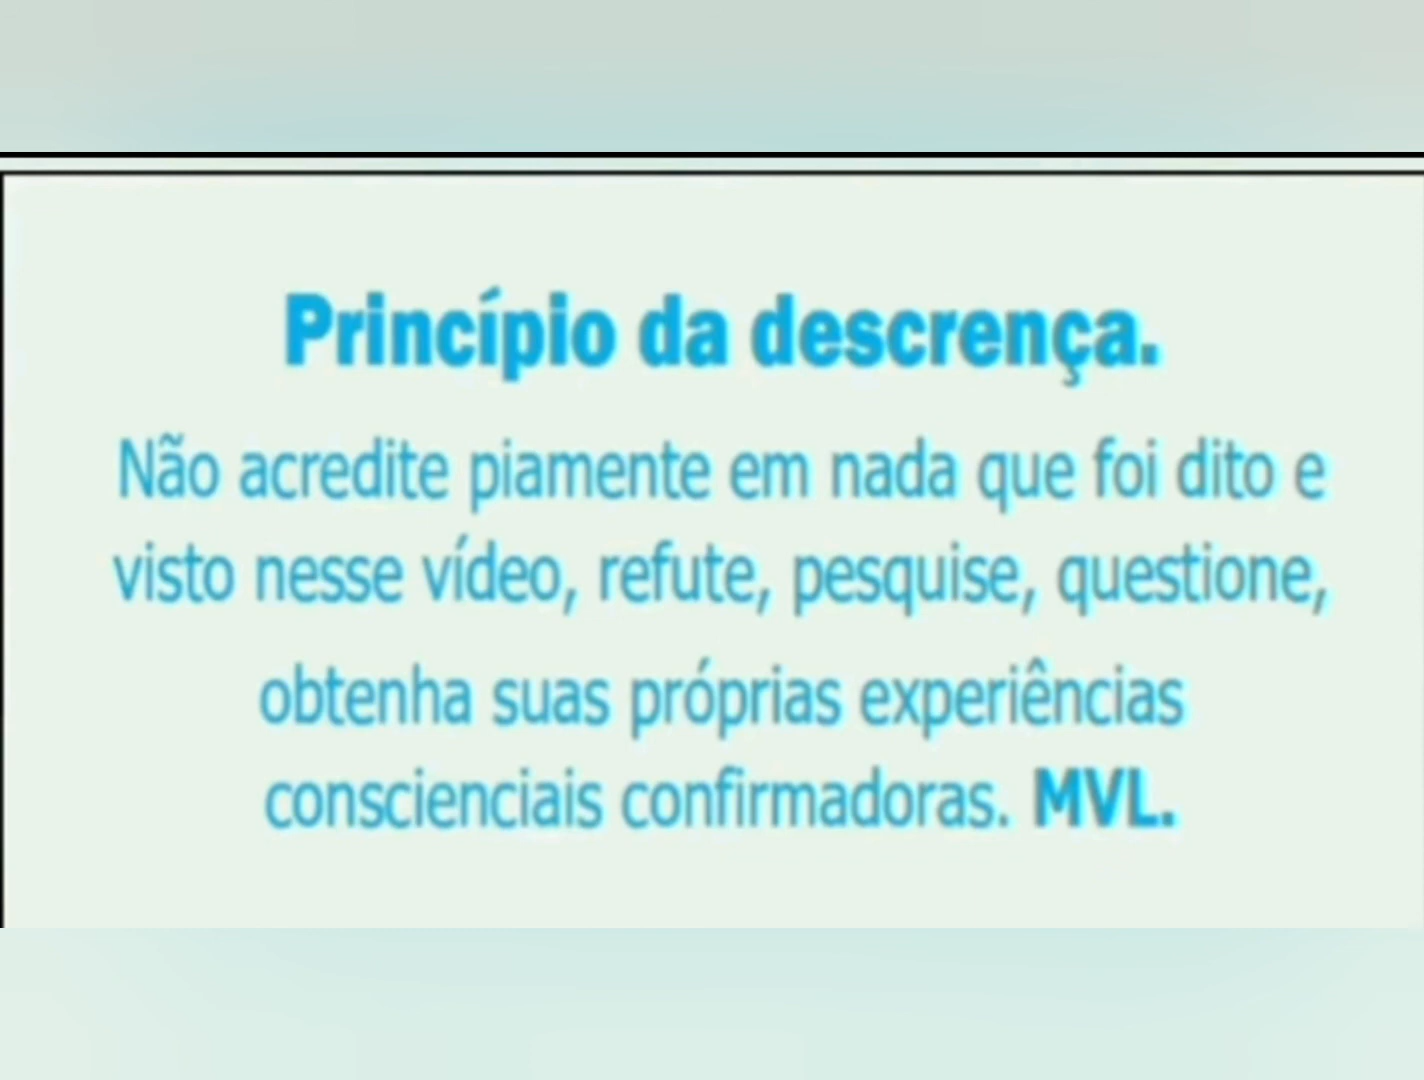 Princípio da descrença.
Não acredite piamente em nada que foi dito e
visto nesse vídeo, refute, pesquise, questione,
obtenha suas próprias experiências
conscienciais confirmadoras. MVL.